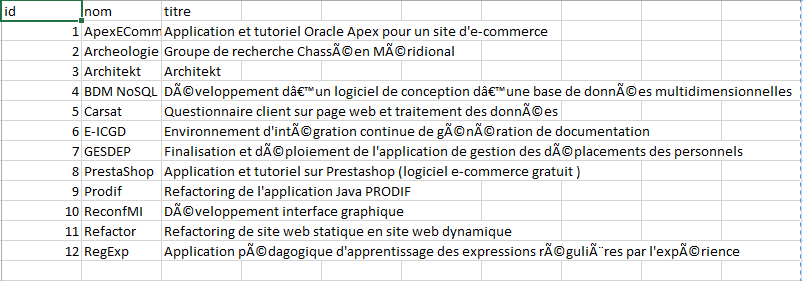 id nom titre
1 ApexEComm Application et tutoriel Oracle Apex pour un site d'e-commerce
2 Archeologie Groupe de recherche ChassÃ©en MÃ©ridional
3 Architekt Architekt
4 BDM NoSQL DÃ©veloppement dâ€™un logiciel de conception dâ€™une base de donnÃ©es multidimensionnelles
5 Carsat Questionnaire client sur page web et traitement des donnÃ©es
6 E-ICGD Environnement d'intÃ©gration continue de gÃ©nÃ©ration de documentation
7 GESDEP Finalisation et dÃ©ploiement de l'application de gestion des dÃ©placements des personnels
8 PrestaShop Application et tutoriel sur Prestashop (logiciel e-commerce gratuit )
9 Prodif Refactoring de l'application Java PRODIF
10 ReconfMI DÃ©veloppement interface graphique
11 Refactor Refactoring de site web statique en site web dynamique
12 RegExp Application pÃ©dagogique d'apprentissage des expressions rÃ©guliÃ¨res par l'expÃ©rience